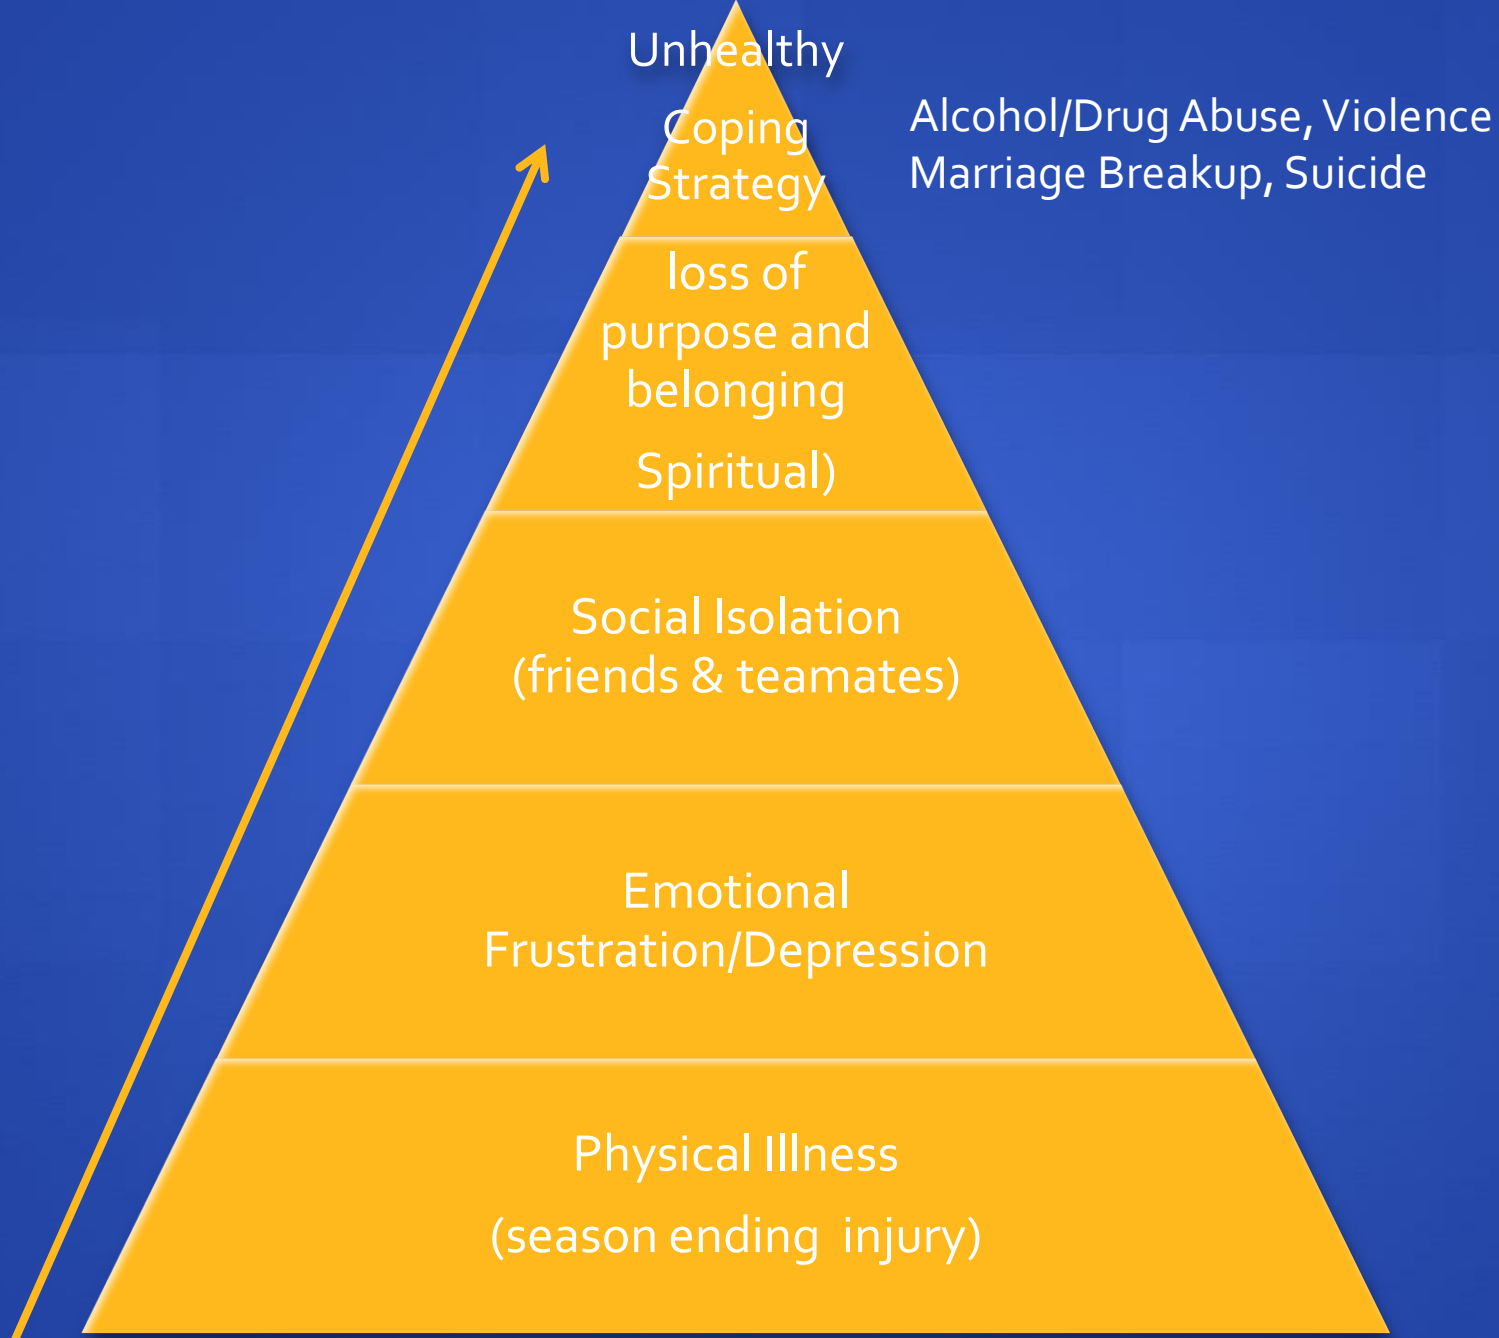 Unhealthy
Coping
Strategy
Alcohol/Drug Abuse, Violence
Marriage Breakup, Suicide
loss of
purpose and
belonging
Spiritual)
Social Isolation
(friends & teamates)
Emotional
Frustration/Depression
Physical Illness
(season ending  injury)